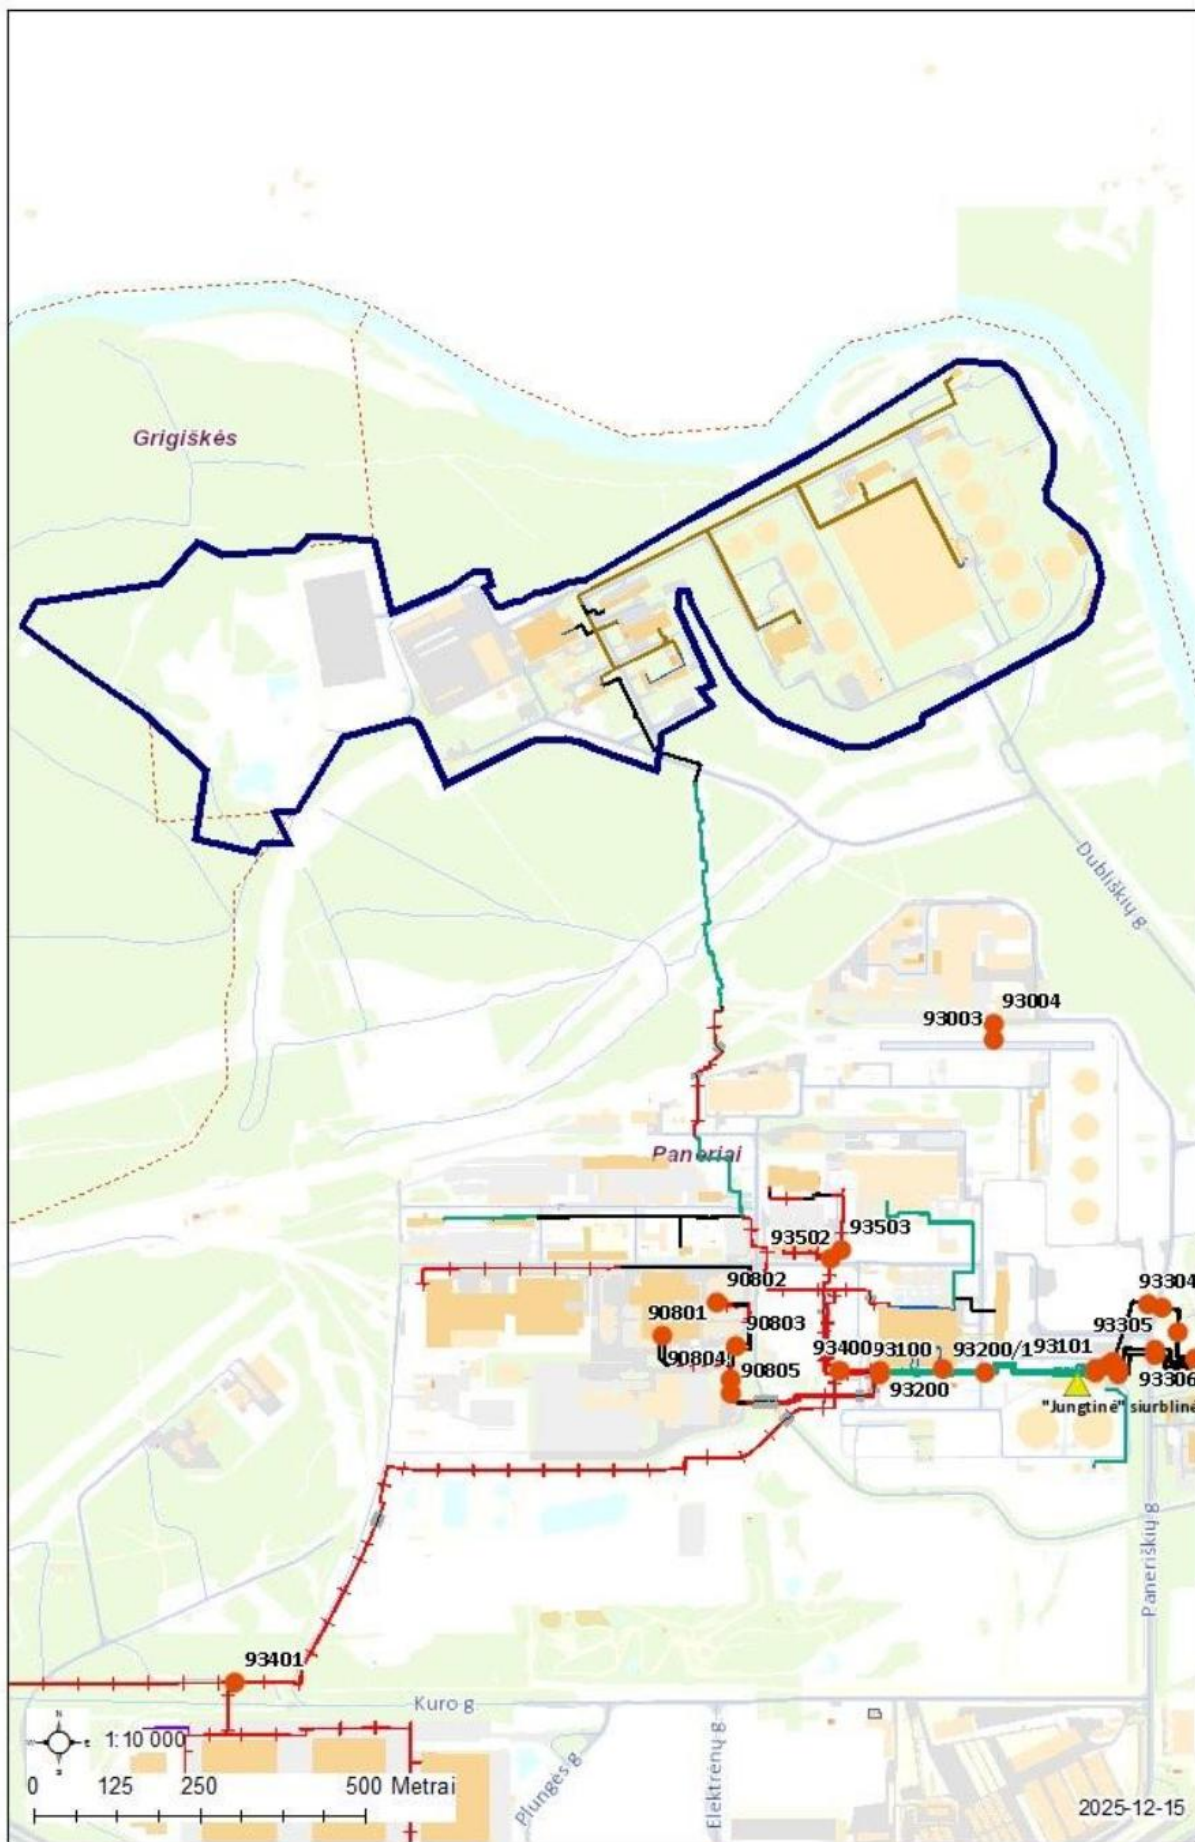 Grigiškės
Dubliškių g
93004
93003
Paneriai
93503
93502
93304
90802
90801
90803
93305
93400
93100
93200/1
93101
90804
90805
93200
93306
"Jungtinė" siurblinė
Paneriškių g
93401
Kuro g
N
1:10 000
0 125 250 500 Metrai
Plungės g
Elektrėnų g
2025-12-15